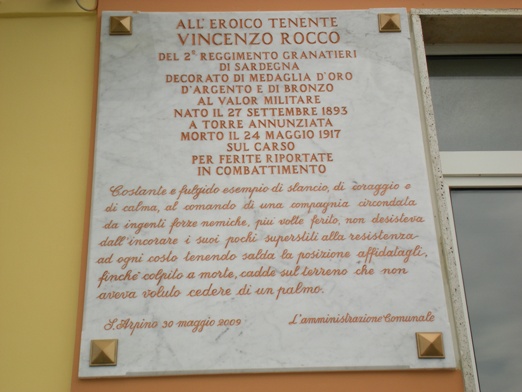 ALL'EROICO TENENTE
VINCENZO ROCCO
DEL 2° REGGIMENTO GRANATIERI
DI SARDEGNA
DECORATO DI MEDAGLIA D'ORO
D'ARGENTO E DI BRONZO
AL VALOR MILITARE
NATO IL 27 SETTEMBRE 1893
A TORRE ANNUNZIATA
MORTO IL 24 MAGGIO 1917
SUL CARSO
PER FERITE RIPORTATE
IN COMBATTIMENTO
Costante e fulgido esempio di slancio, di coraggio e
di calma, al comando di una compagnia circondata
da ingenti forze nemiche, piu volte ferito, non desisteva
dall'incorare i suoi pochi superstiti alla resistenza
ad ogni costo tenendo salda la posizione affidatagli,
finche' colpito a morte, cadde sul terreno che non
aveva voluto cedere di un palmo.
S. Arpino 30 maggio 2009
L'amministrazione Comunale